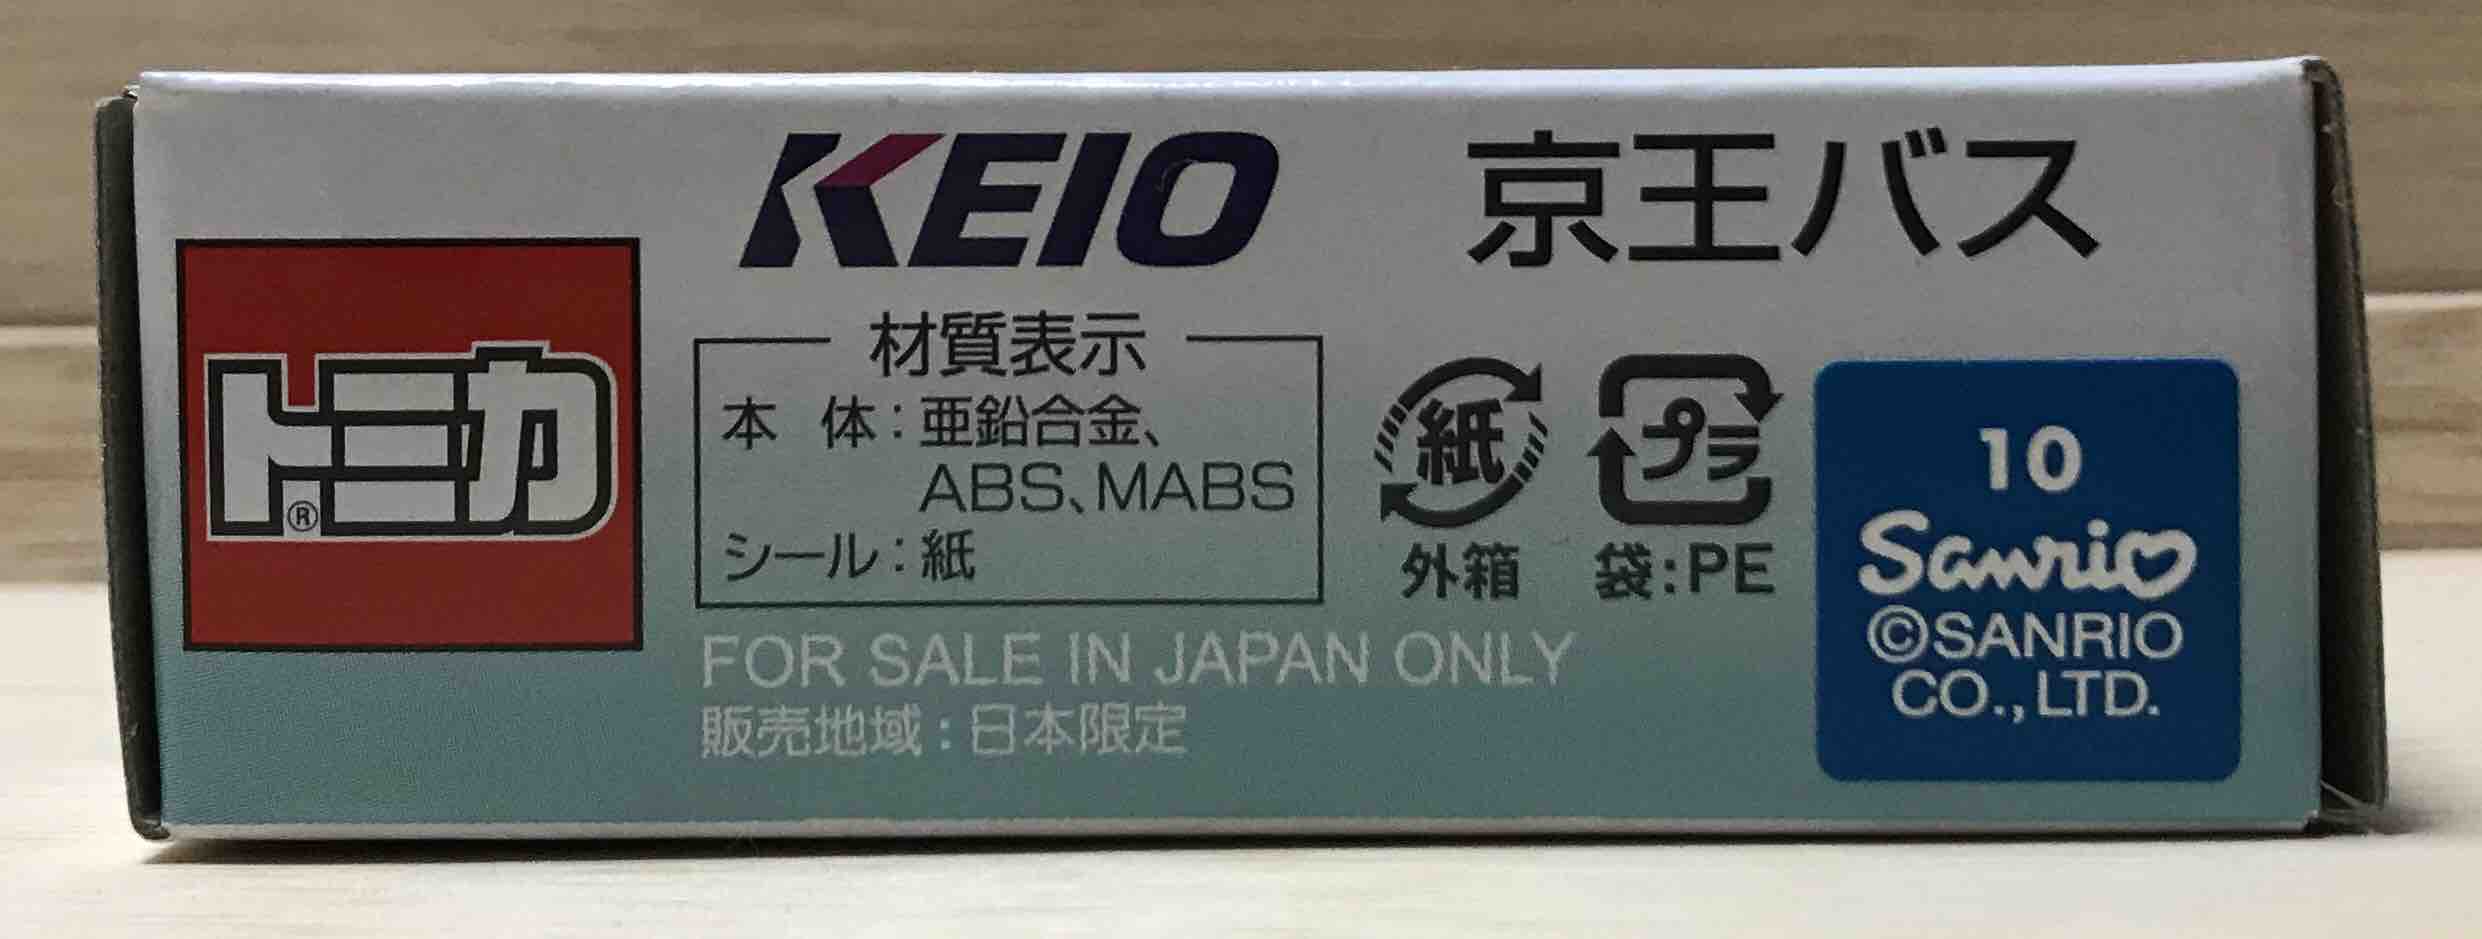 KEIO 京王バス
トミカ®
材質表示
本 体：亜鉛合金、
ABS、MABS
シール：紙
紙
外箱
プラ
袋：PE
FOR SALE IN JAPAN ONLY
販売地域：日本限定
10
Sanrio
©SANRIO
CO.,LTD.